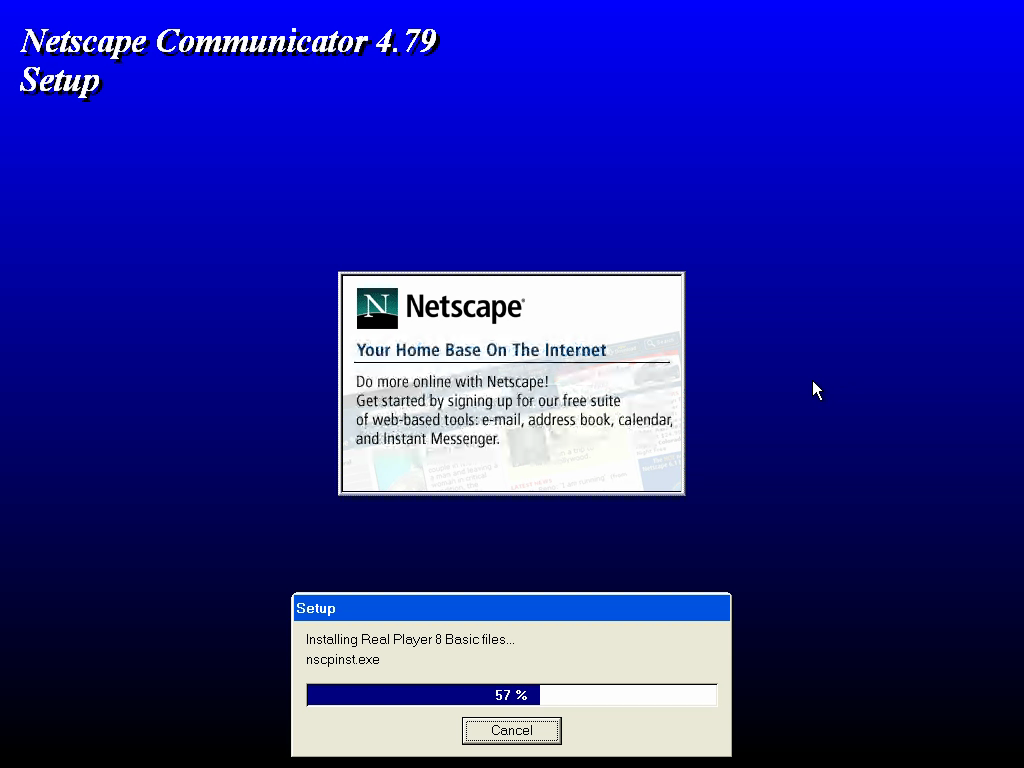 Netscape Communicator 4.79
Setup
N Netscape®
Your Home Base On The Internet
Do more online with Netscape!
Get started by signing up for our free suite
of web-based tools: e-mail, address book, calendar,
and Instant Messenger.
Setup
Installing Real Player 8 Basic files...
nscpinst.exe
57 %
Cancel